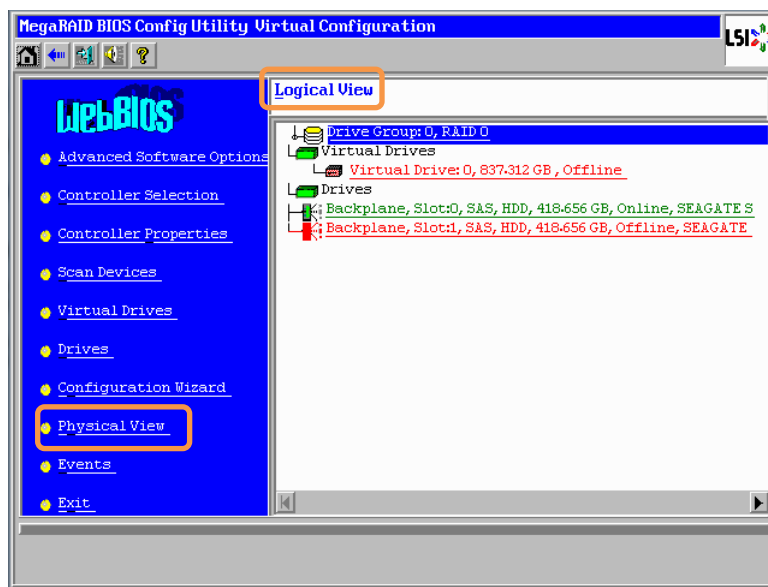 MegaRAID BIOS Config Utility Virtual Configuration
LSI
?
Logical View
WebBIOS
Drive Group: 0, RAID 0
Virtual Drives
Virtual Drive: 0, 837.312 GB , Offline
Drives
Backplane, Slot:0, SAS, HDD, 418.656 GB, Online, SEAGATE S
Backplane, Slot:1, SAS, HDD, 418.656 GB, Offline, SEAGATE
Advanced Software Options
Controller Selection
Controller Properties
Scan Devices
Virtual Drives
Drives
Configuration Wizard
Physical View
Events
Exit